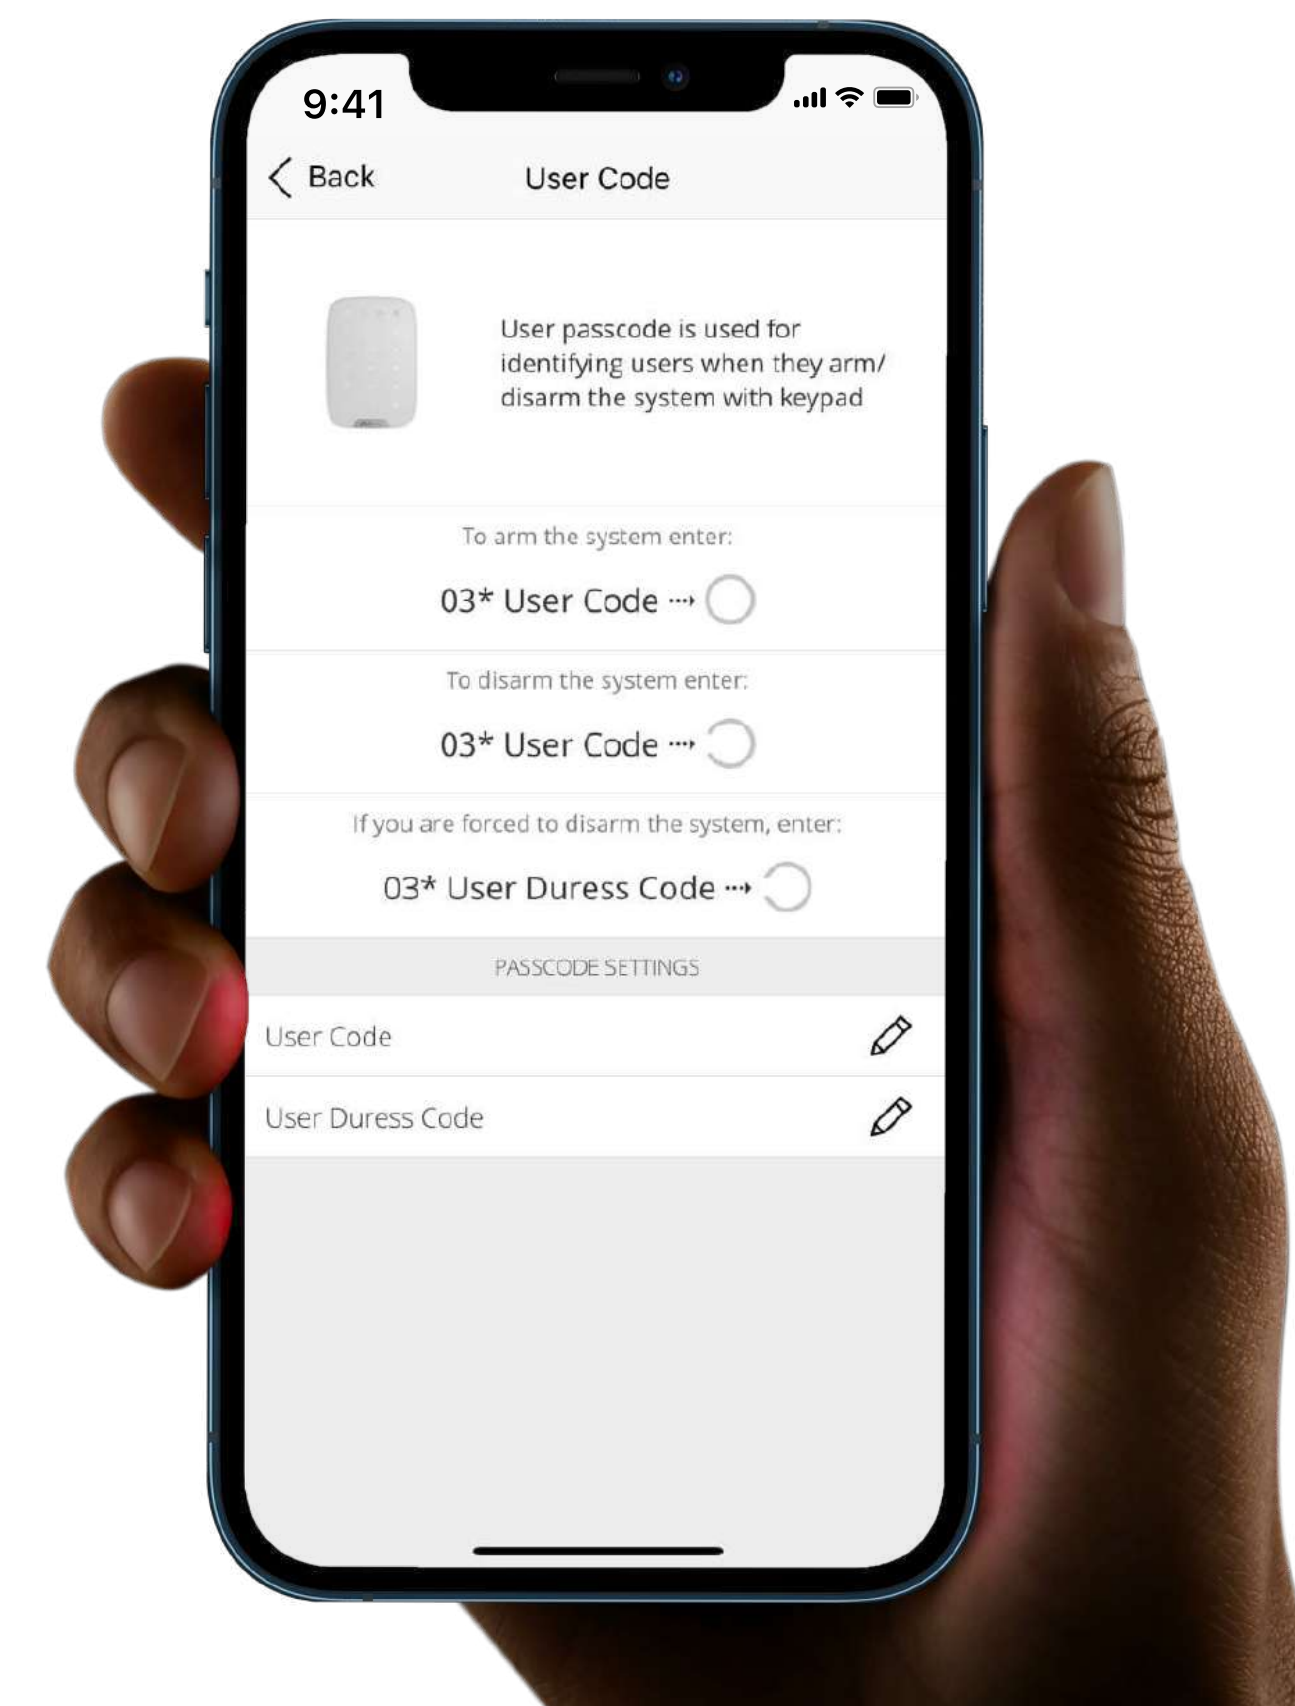 9:41
Back
User Code
User passcode is used for
identifying users when they arm/
disarm the system with keypad
To arm the system enter:
03* User Code
To disarm the system enter:
03* User Code
If you are forced to disarm the system, enter:
03* User Duress Code
PASSCODE SETTINGS
User Code
User Duress Code